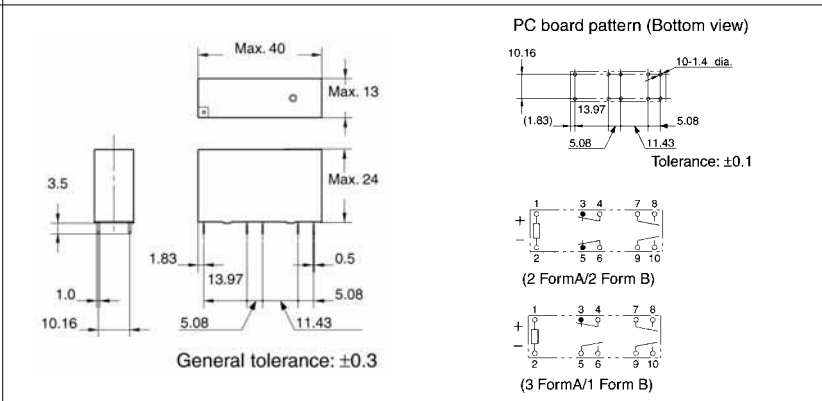 PC board pattern (Bottom view)
Max. 40
10.16
10-1.4 dia.
Max. 13
13.97
(1.83)
5.08
5.08
11.43
Tolerance: ±0.1
3.5
Max. 24
1.83
0.5
13.97
1.0
5.08
10.16
5.08
11.43
General tolerance: ±0.3
1 3 4 7 8
+
−
2 5 6 9 10
(2 FormA/2 Form B)
1 3 4 7 8
+
−
2 5 6 9 10
(3 FormA/1 Form B)